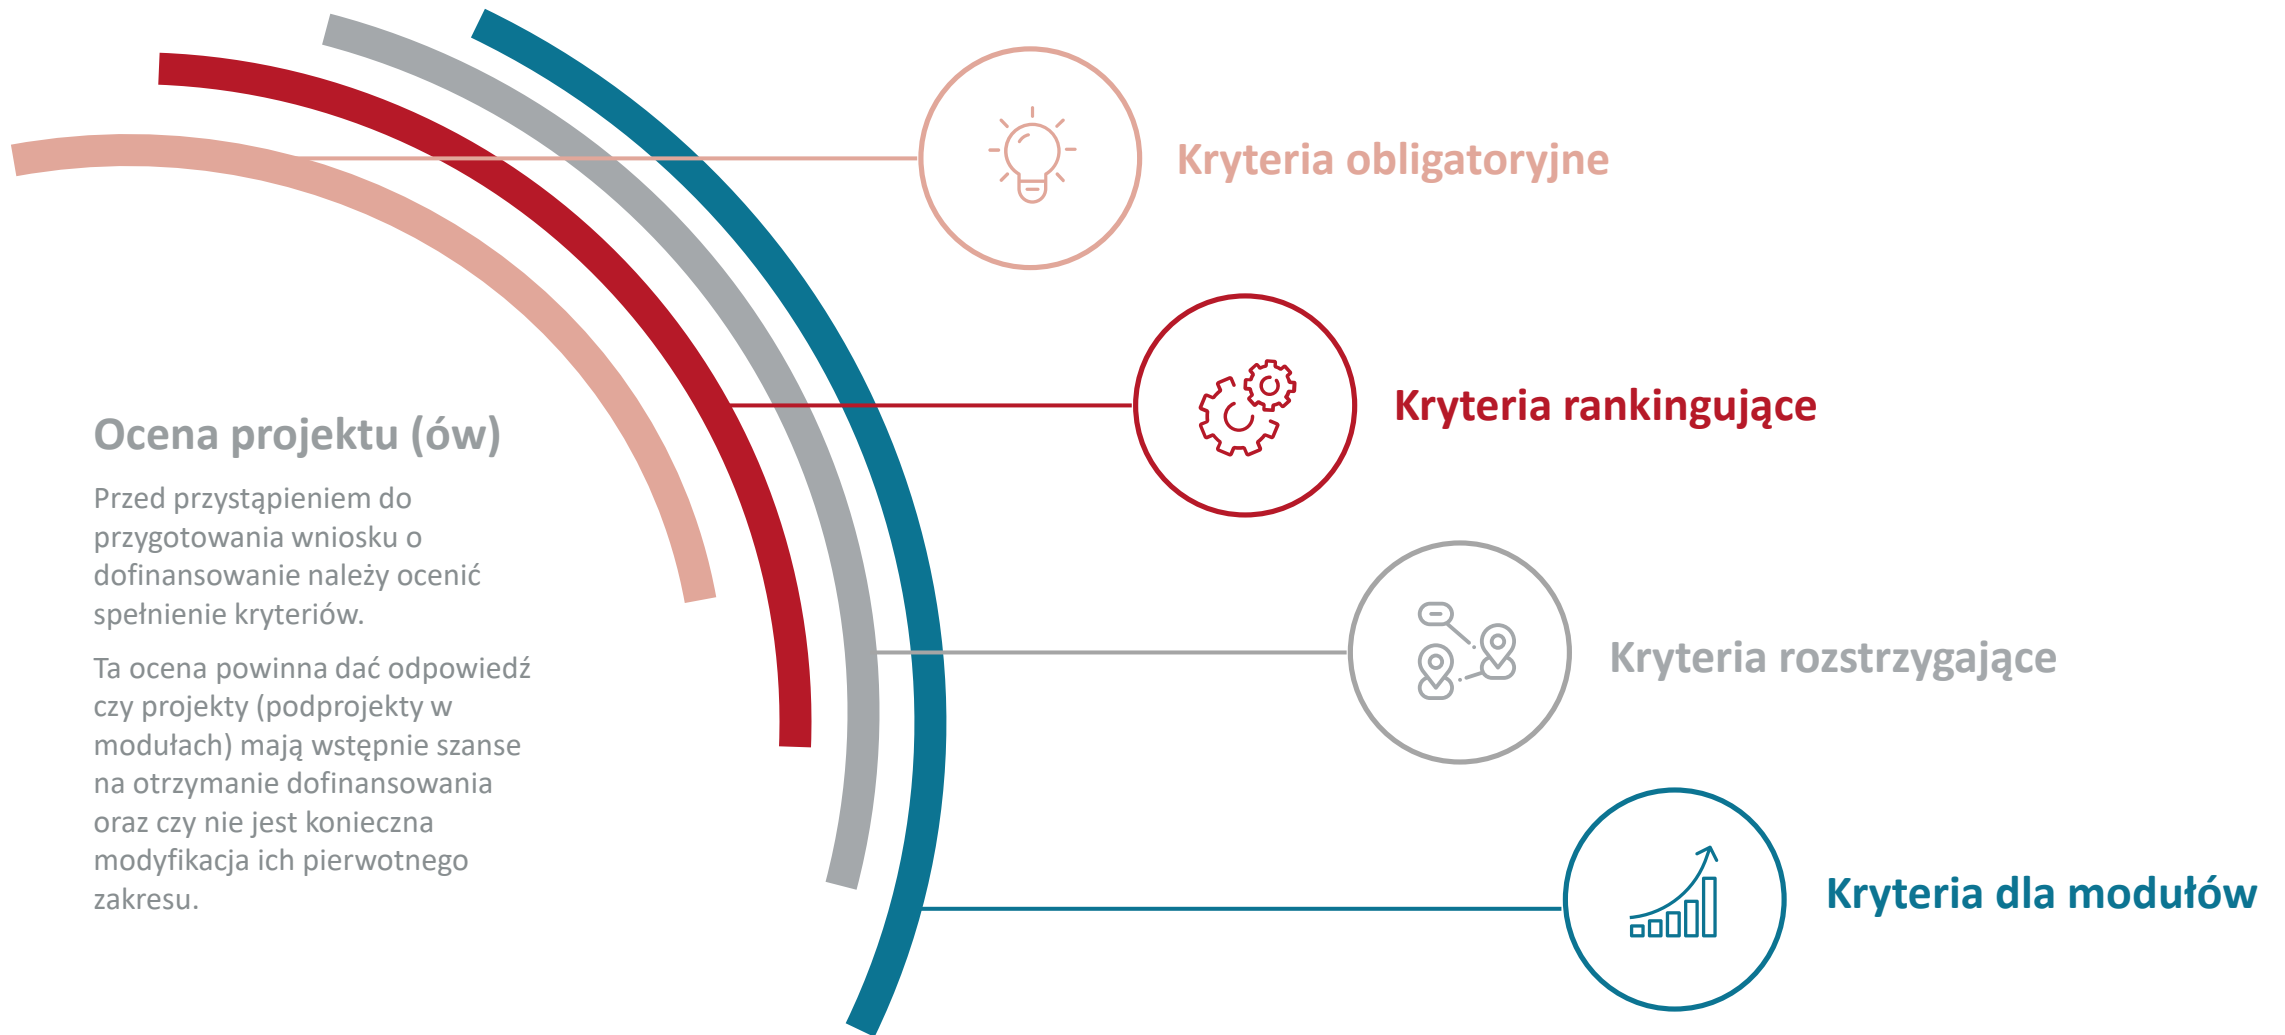 Kryteria obligatoryjne
Kryteria rankingujące
Ocena projektu (ów)
Przed przystąpieniem do
przygotowania wniosku o
dofinansowanie należy ocenić
spełnienie kryteriów.
Ta ocena powinna dać odpowiedź
czy projekty (podprojekty w
modułach) mają wstępnie szanse
na otrzymanie dofinansowania
oraz czy nie jest konieczna
modyfikacja ich pierwotnego
zakresu.
Kryteria rozstrzygające
Kryteria dla modułów